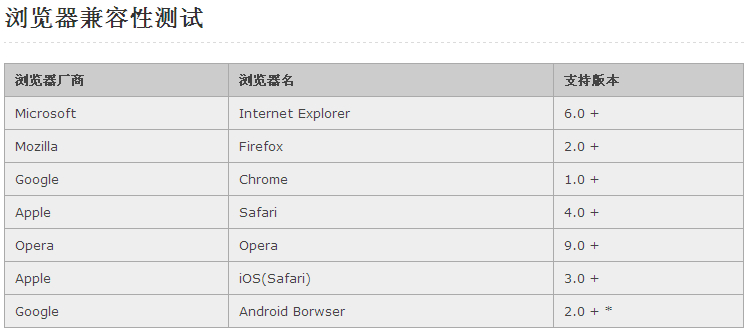 浏览器兼容性测试
浏览器厂商 浏览器名 支持版本
Microsoft Internet Explorer 6.0 +
Mozilla Firefox 2.0 +
Google Chrome 1.0 +
Apple Safari 4.0 +
Opera Opera 9.0 +
Apple iOS(Safari) 3.0 +
Google Android Borwser 2.0 + *